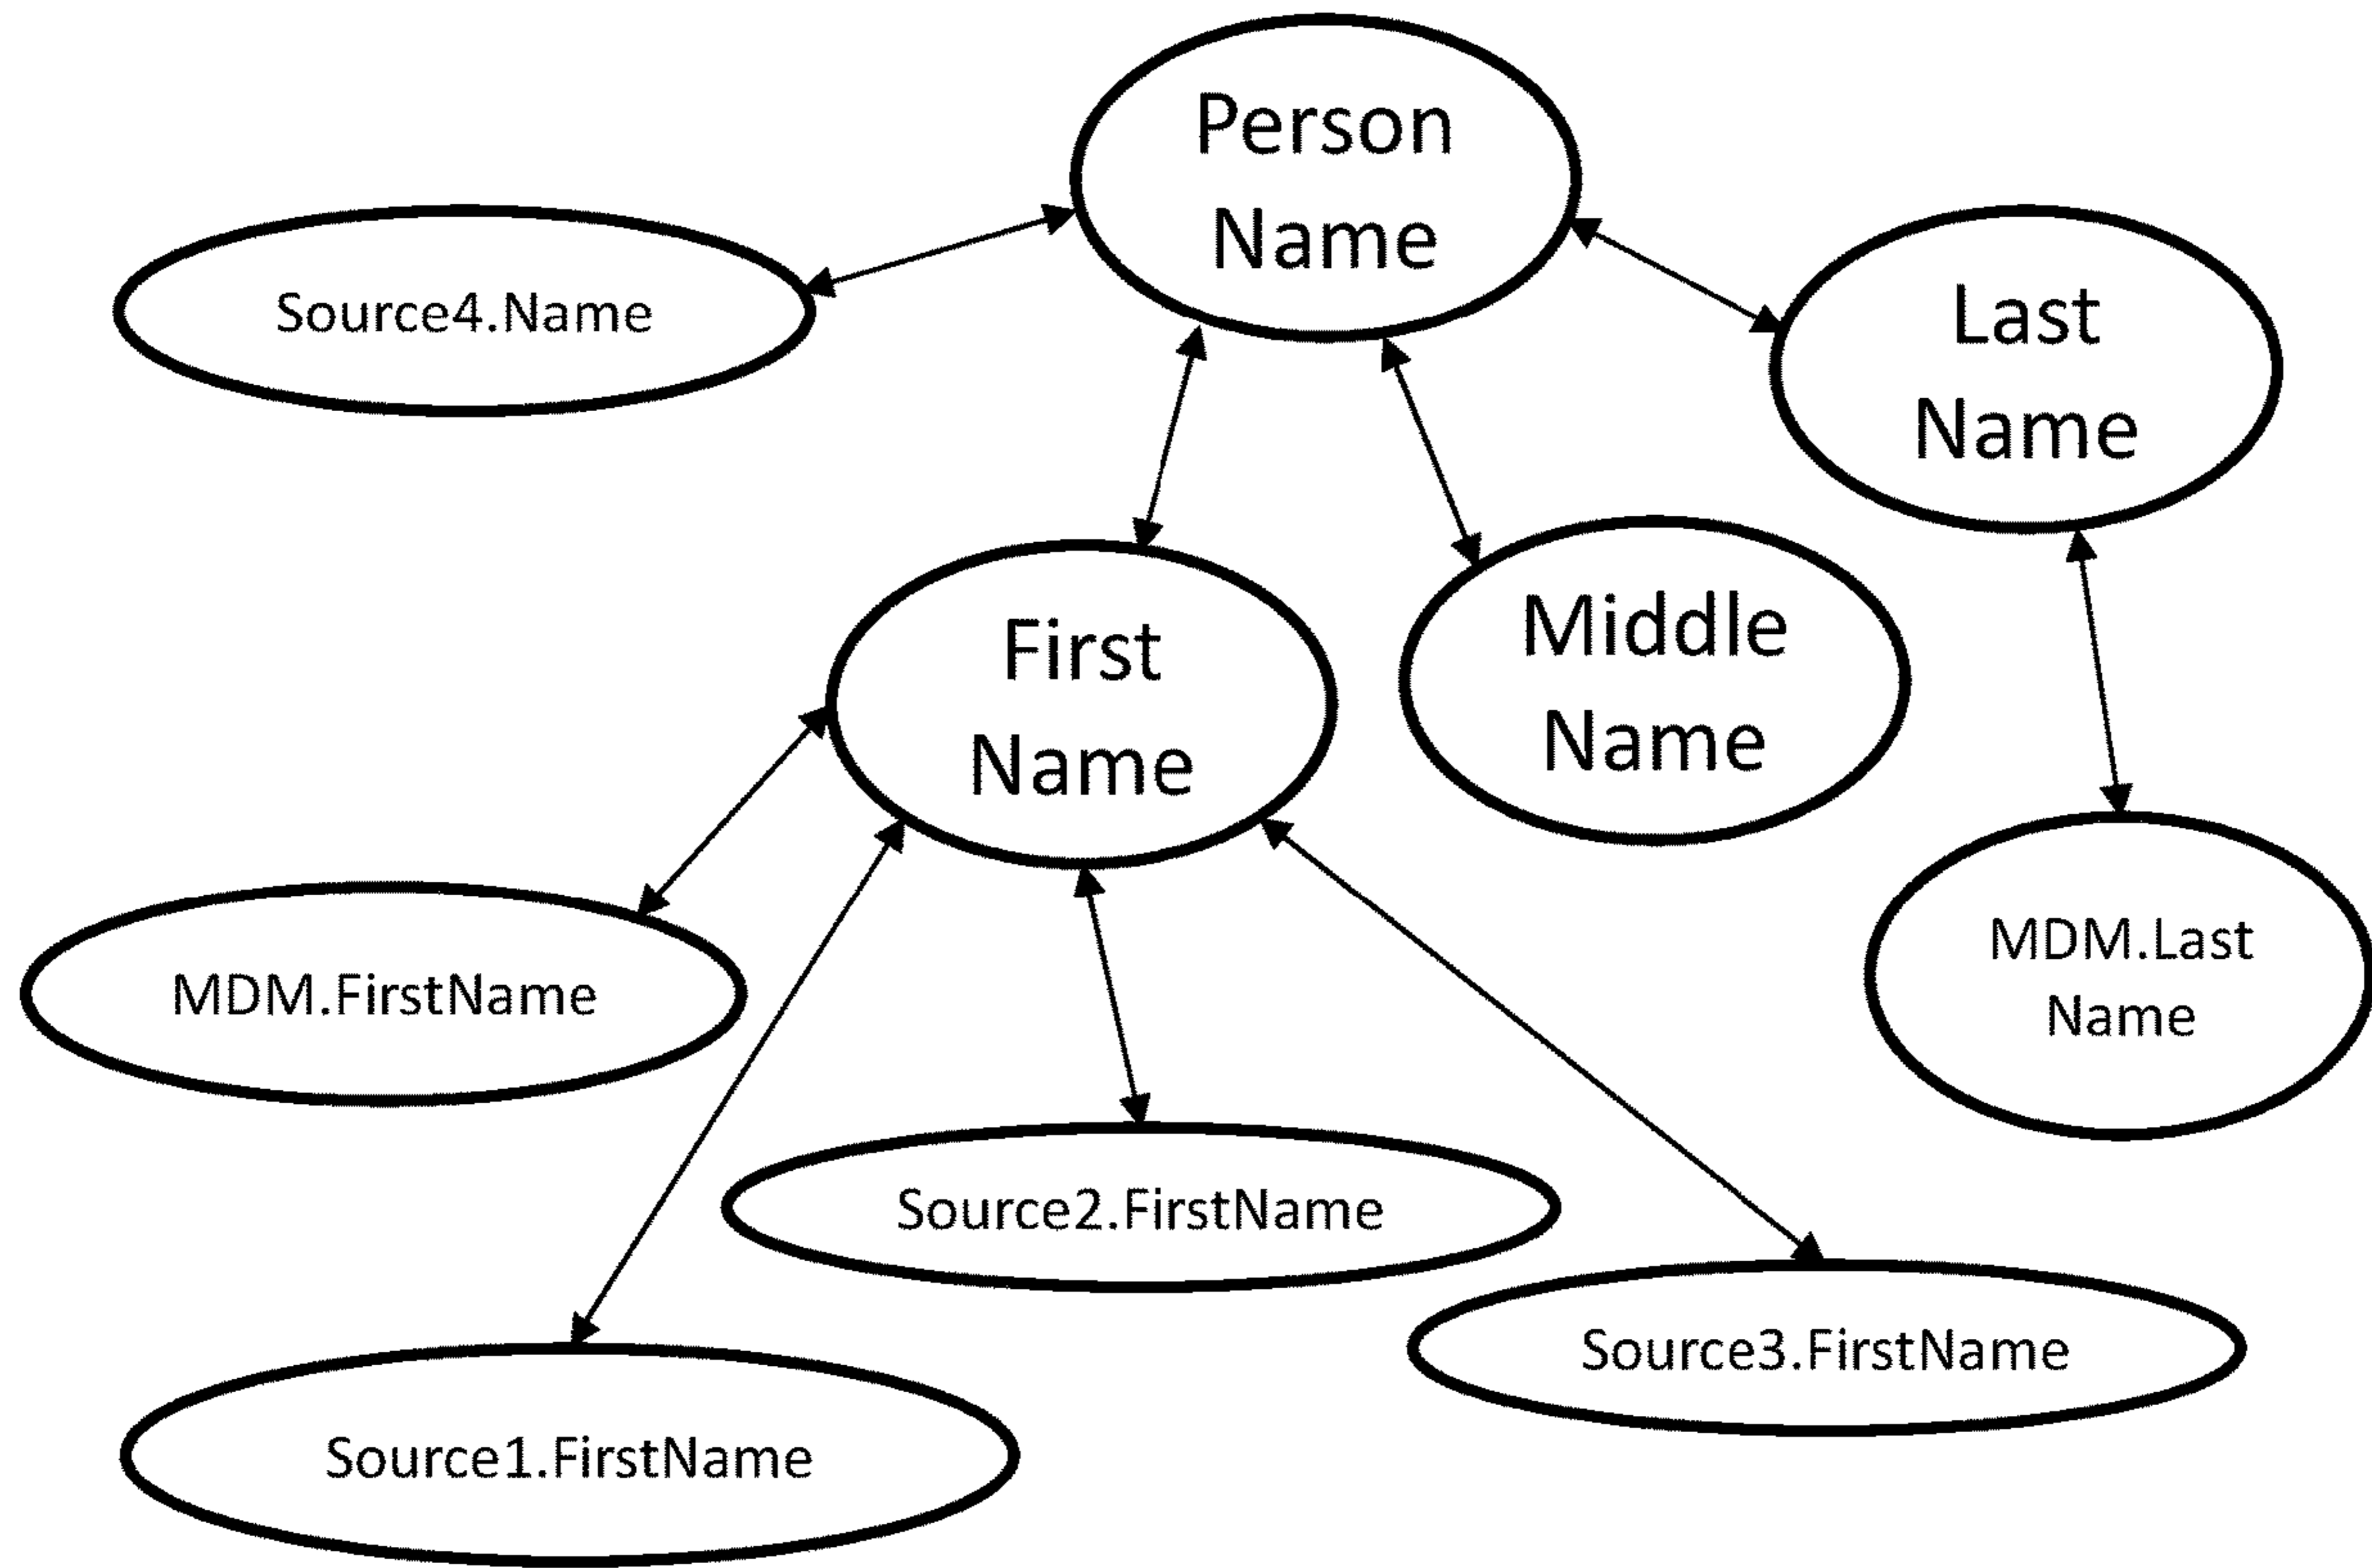 Person
Name
Source4.Name
Last
Name
First
Name
Middle
Name
MDM.FirstName
MDM.Last
Name
Source2.FirstName
Source3.FirstName
Source1.FirstName